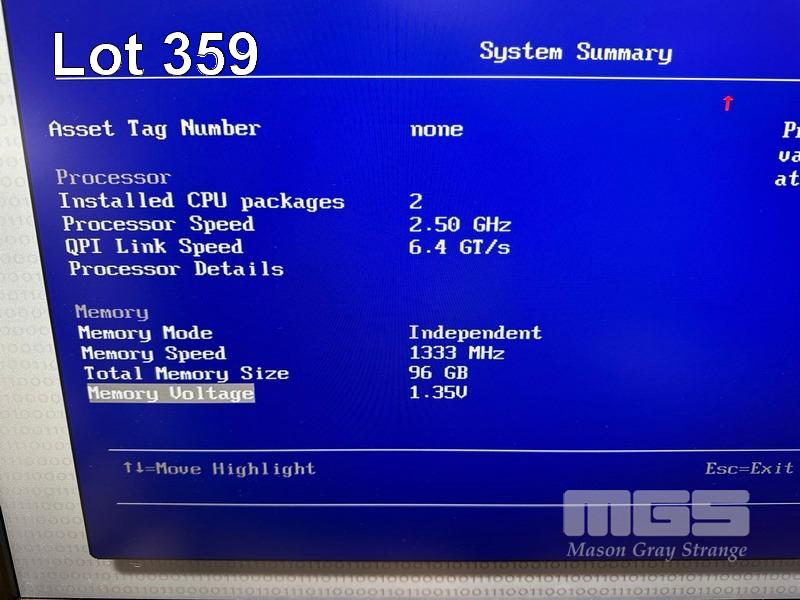 Lot 359
System Summary
↑
Asset Tag Number none
Processor
Installed CPU packages 2
Processor Speed 2.50 GHz
QPI Link Speed 6.4 GT/s
Processor Details
Memory
Memory Mode Independent
Memory Speed 1333 MHz
Total Memory Size 96 GB
Memory Voltage 1.35V
↑↓=Move Highlight Esc=Exit
MGS
Mason Gray Strange